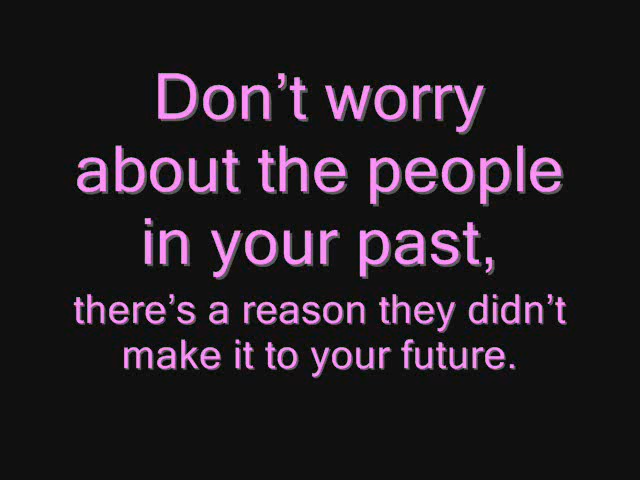 Don’t worry
about the people
in your past,
there’s a reason they didn’t
make it to your future.